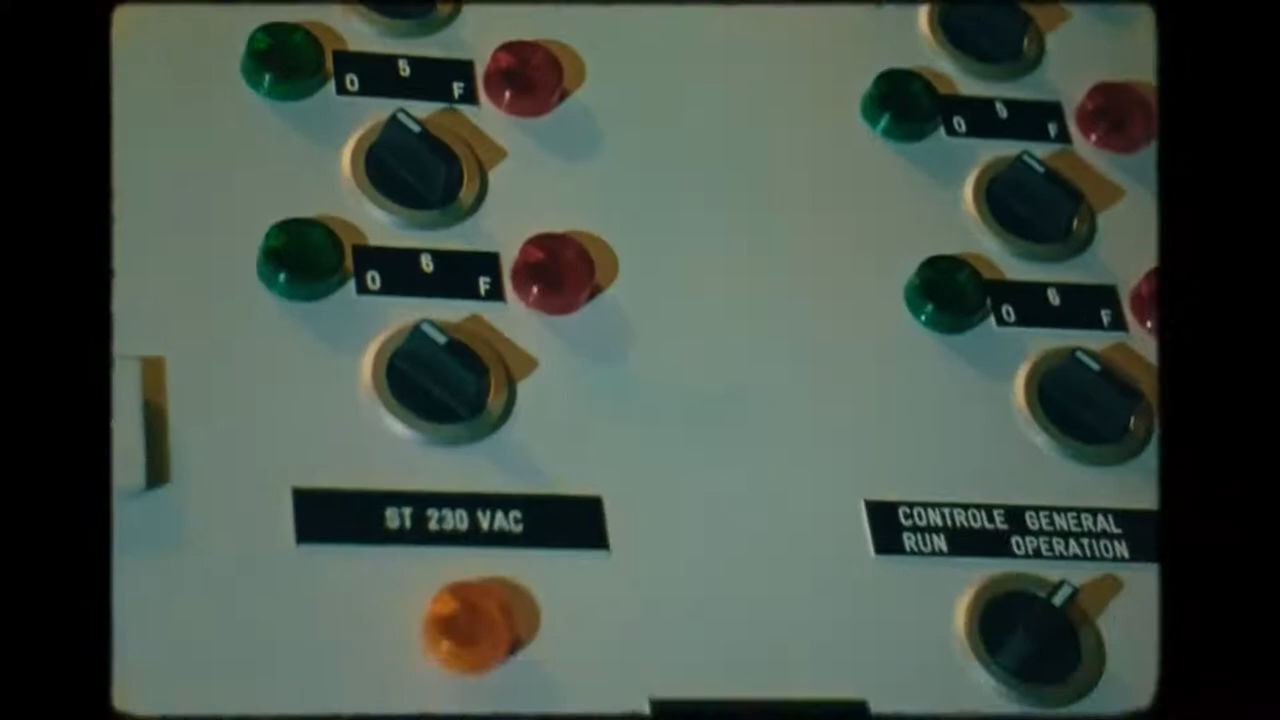 5
O F
5
O F
6
O F
6
O F
ST 230 VAC
CONTROLE GENERAL
RUN OPERATION